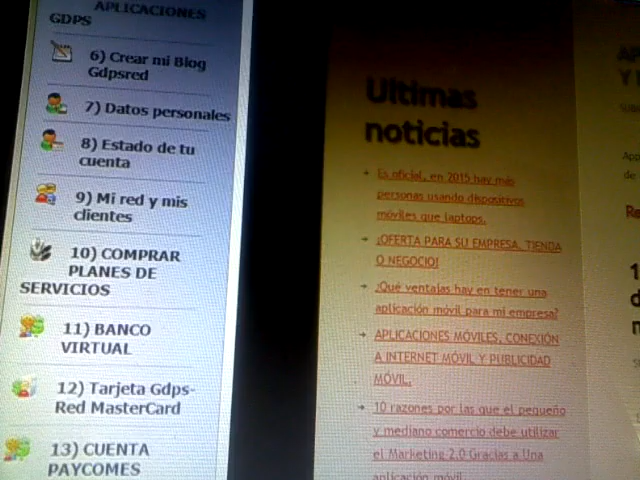 APLICACIONES
GDPS
6) Crear mi Blog
Gdpsred
7) Datos personales
8) Estado de tu
cuenta
9) Mi red y mis
clientes
10) COMPRAR
PLANES DE
SERVICIOS
11) BANCO
VIRTUAL
12) Tarjeta Gdps-
Red MasterCard
13) CUENTA
PAYCOMES
Ultimas
noticias
Es oficial, en 2015 hay más
personas usando dispositivos
móviles que laptops.
¡OFERTA PARA SU EMPRESA, TIENDA
O NEGOCIO!
¿Qué ventajas hay en tener una
aplicación móvil para mi empresa?
APLICACIONES MÓVILES, CONEXIÓN
A INTERNET MÓVIL Y PUBLICIDAD
MÓVIL.
10 razones por las que el pequeño
y mediano comercio debe utilizar
el Marketing 2.0 Gracias a Una
aplicación móvil